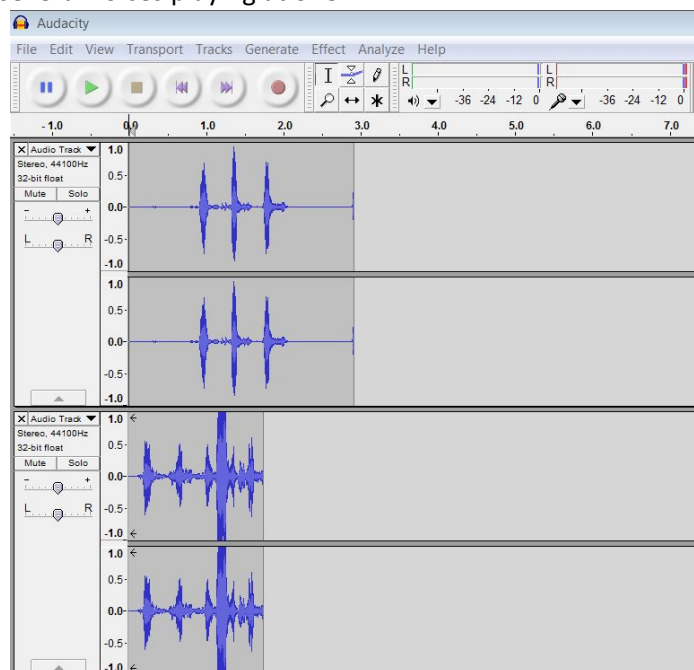 Audacity
File Edit View Transport Tracks Generate Effect Analyze Help
L
R
L
R
-36 -24 -12 0
-36 -24 -12 0
-1.0 0.0 1.0 2.0 3.0 4.0 5.0 6.0 7.0
X Audio Track
Stereo, 44100Hz
32-bit float
Mute Solo
- +
L R
1.0
0.5
0.0
-0.5
-1.0
1.0
0.5
0.0
-0.5
-1.0
X Audio Track
Stereo, 44100Hz
32-bit float
Mute Solo
- +
L R
1.0
0.5
0.0
-0.5
-1.0
1.0
0.5
0.0
-0.5
-1.0